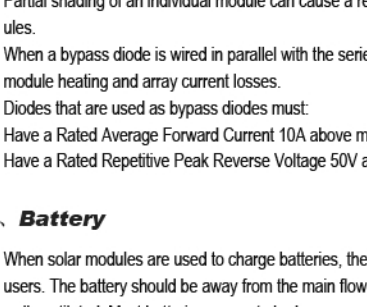 Partial shading of an individual module can cause a re
ules.
When a bypass diode is wired in parallel with the serie
module heating and array current losses.
Diodes that are used as bypass diodes must:
Have a Rated Average Forward Current 10A above m
Have a Rated Repetitive Peak Reverse Voltage 50V a
、Battery
When solar modules are used to charge batteries, the
users. The battery should be away from the main flow